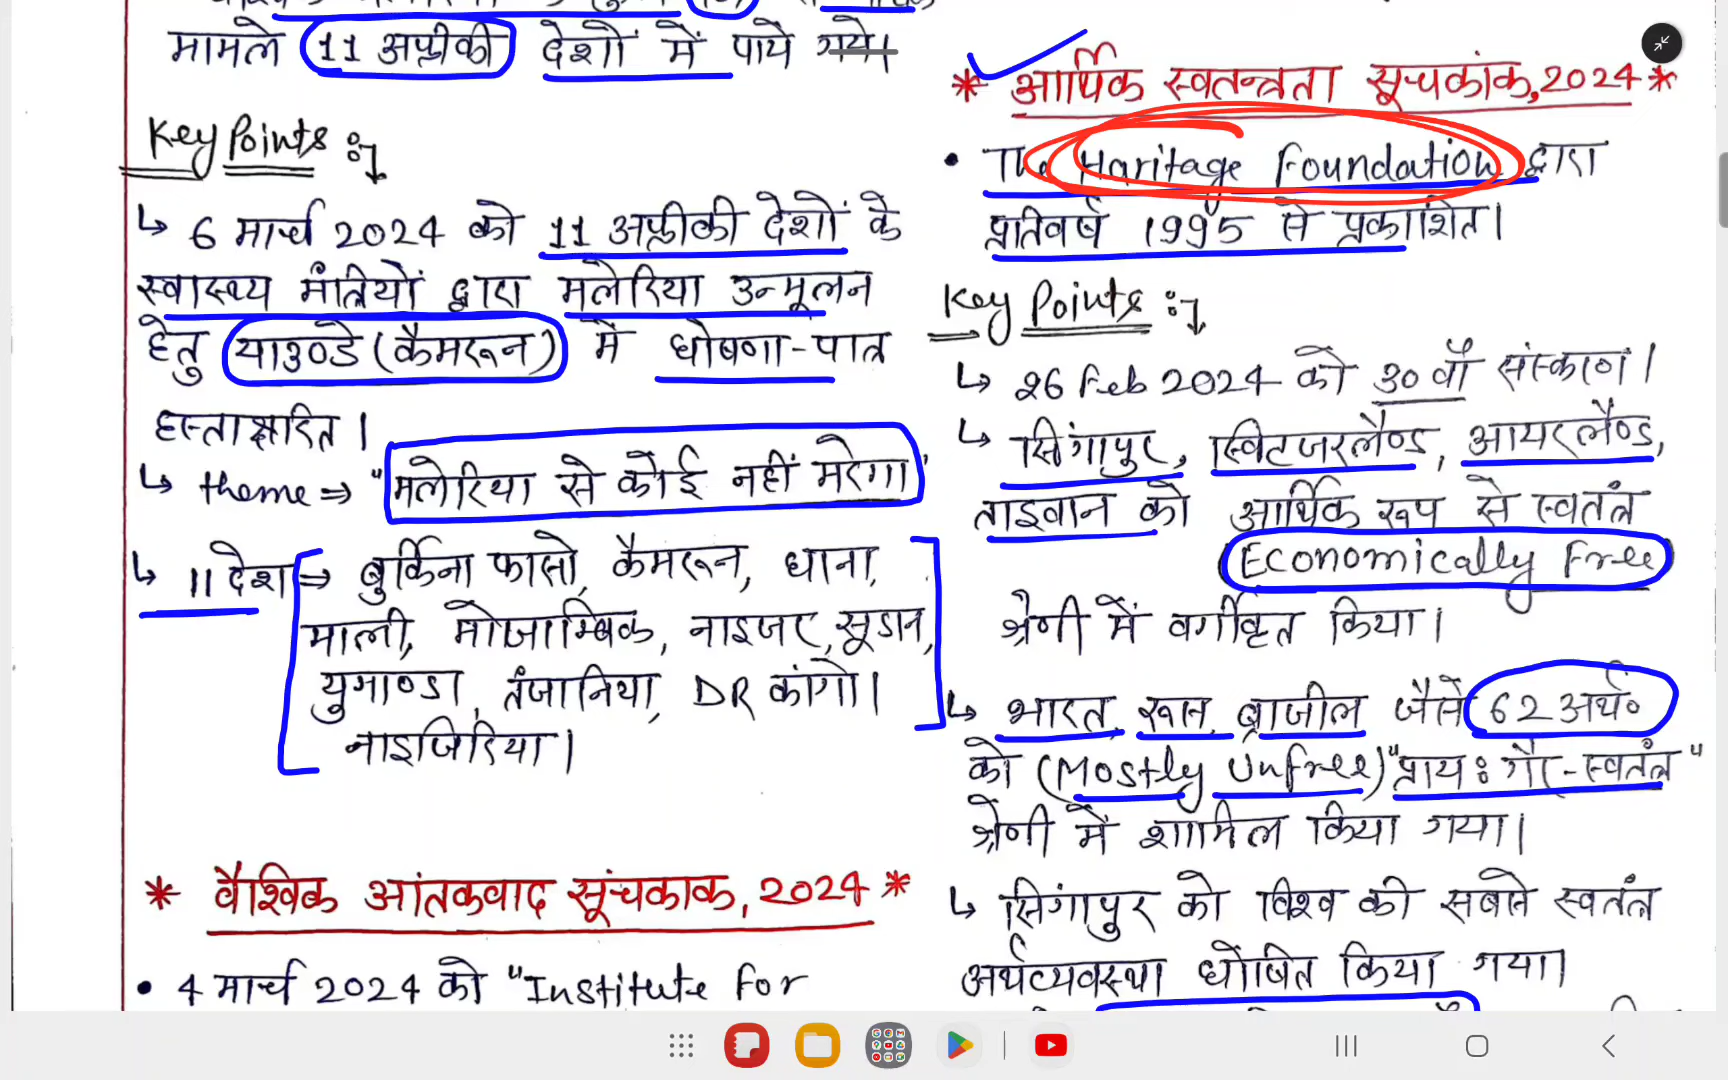 मामले 11 अफ्रीकी देशों में पाये गये।
Key Points :-
↳ 6 मार्च 2024 को 11 अफ्रीकी देशों के
स्वास्थ्य मंत्रियों द्वारा मलेरिया उन्मूलन
हेतु याउण्डे (कैमरून) में घोषणा-पात्र
हस्ताक्षरित।
↳ theme ⇒ "मलेरिया से कोई नहीं मरेगा"
↳ 11 देश ⇒ बुर्किना फासो, कैमरून, घाना,
माली, मोजाम्बिक, नाइजर, सूडान,
युगाण्डा, तंजानिया, DR कांगो।
नाइजिरिया।
* वैश्विक आंतकवाद सूंचकाक, 2024 *
• 4 मार्च 2024 को "Institute for
* आर्थिक स्वतन्त्रता सूचकांक, 2024 *
• The Haritage Foundation द्वारा
प्रतिवर्ष 1995 से प्रकाशित।
Key Points :-
↳ 26 Feb 2024 को 30 वाँ संस्करण।
↳ सिंगापुर, स्विटजरलैण्ड, आयरलैण्ड,
ताइवान को आर्थिक रूप से स्वतंत्र
Economically Free
श्रेणी में वर्गीकृत किया।
↳ भारत, रूस, ब्राजील जैसे 62 अर्थ०
को (Mostly Unfree) "प्रायः गैर-स्वतंत्र"
श्रेणी में शामिल किया गया।
↳ सिंगापुर को विश्व की सबसे स्वतंत्र
अर्थव्यवस्था घोषित किया गया।